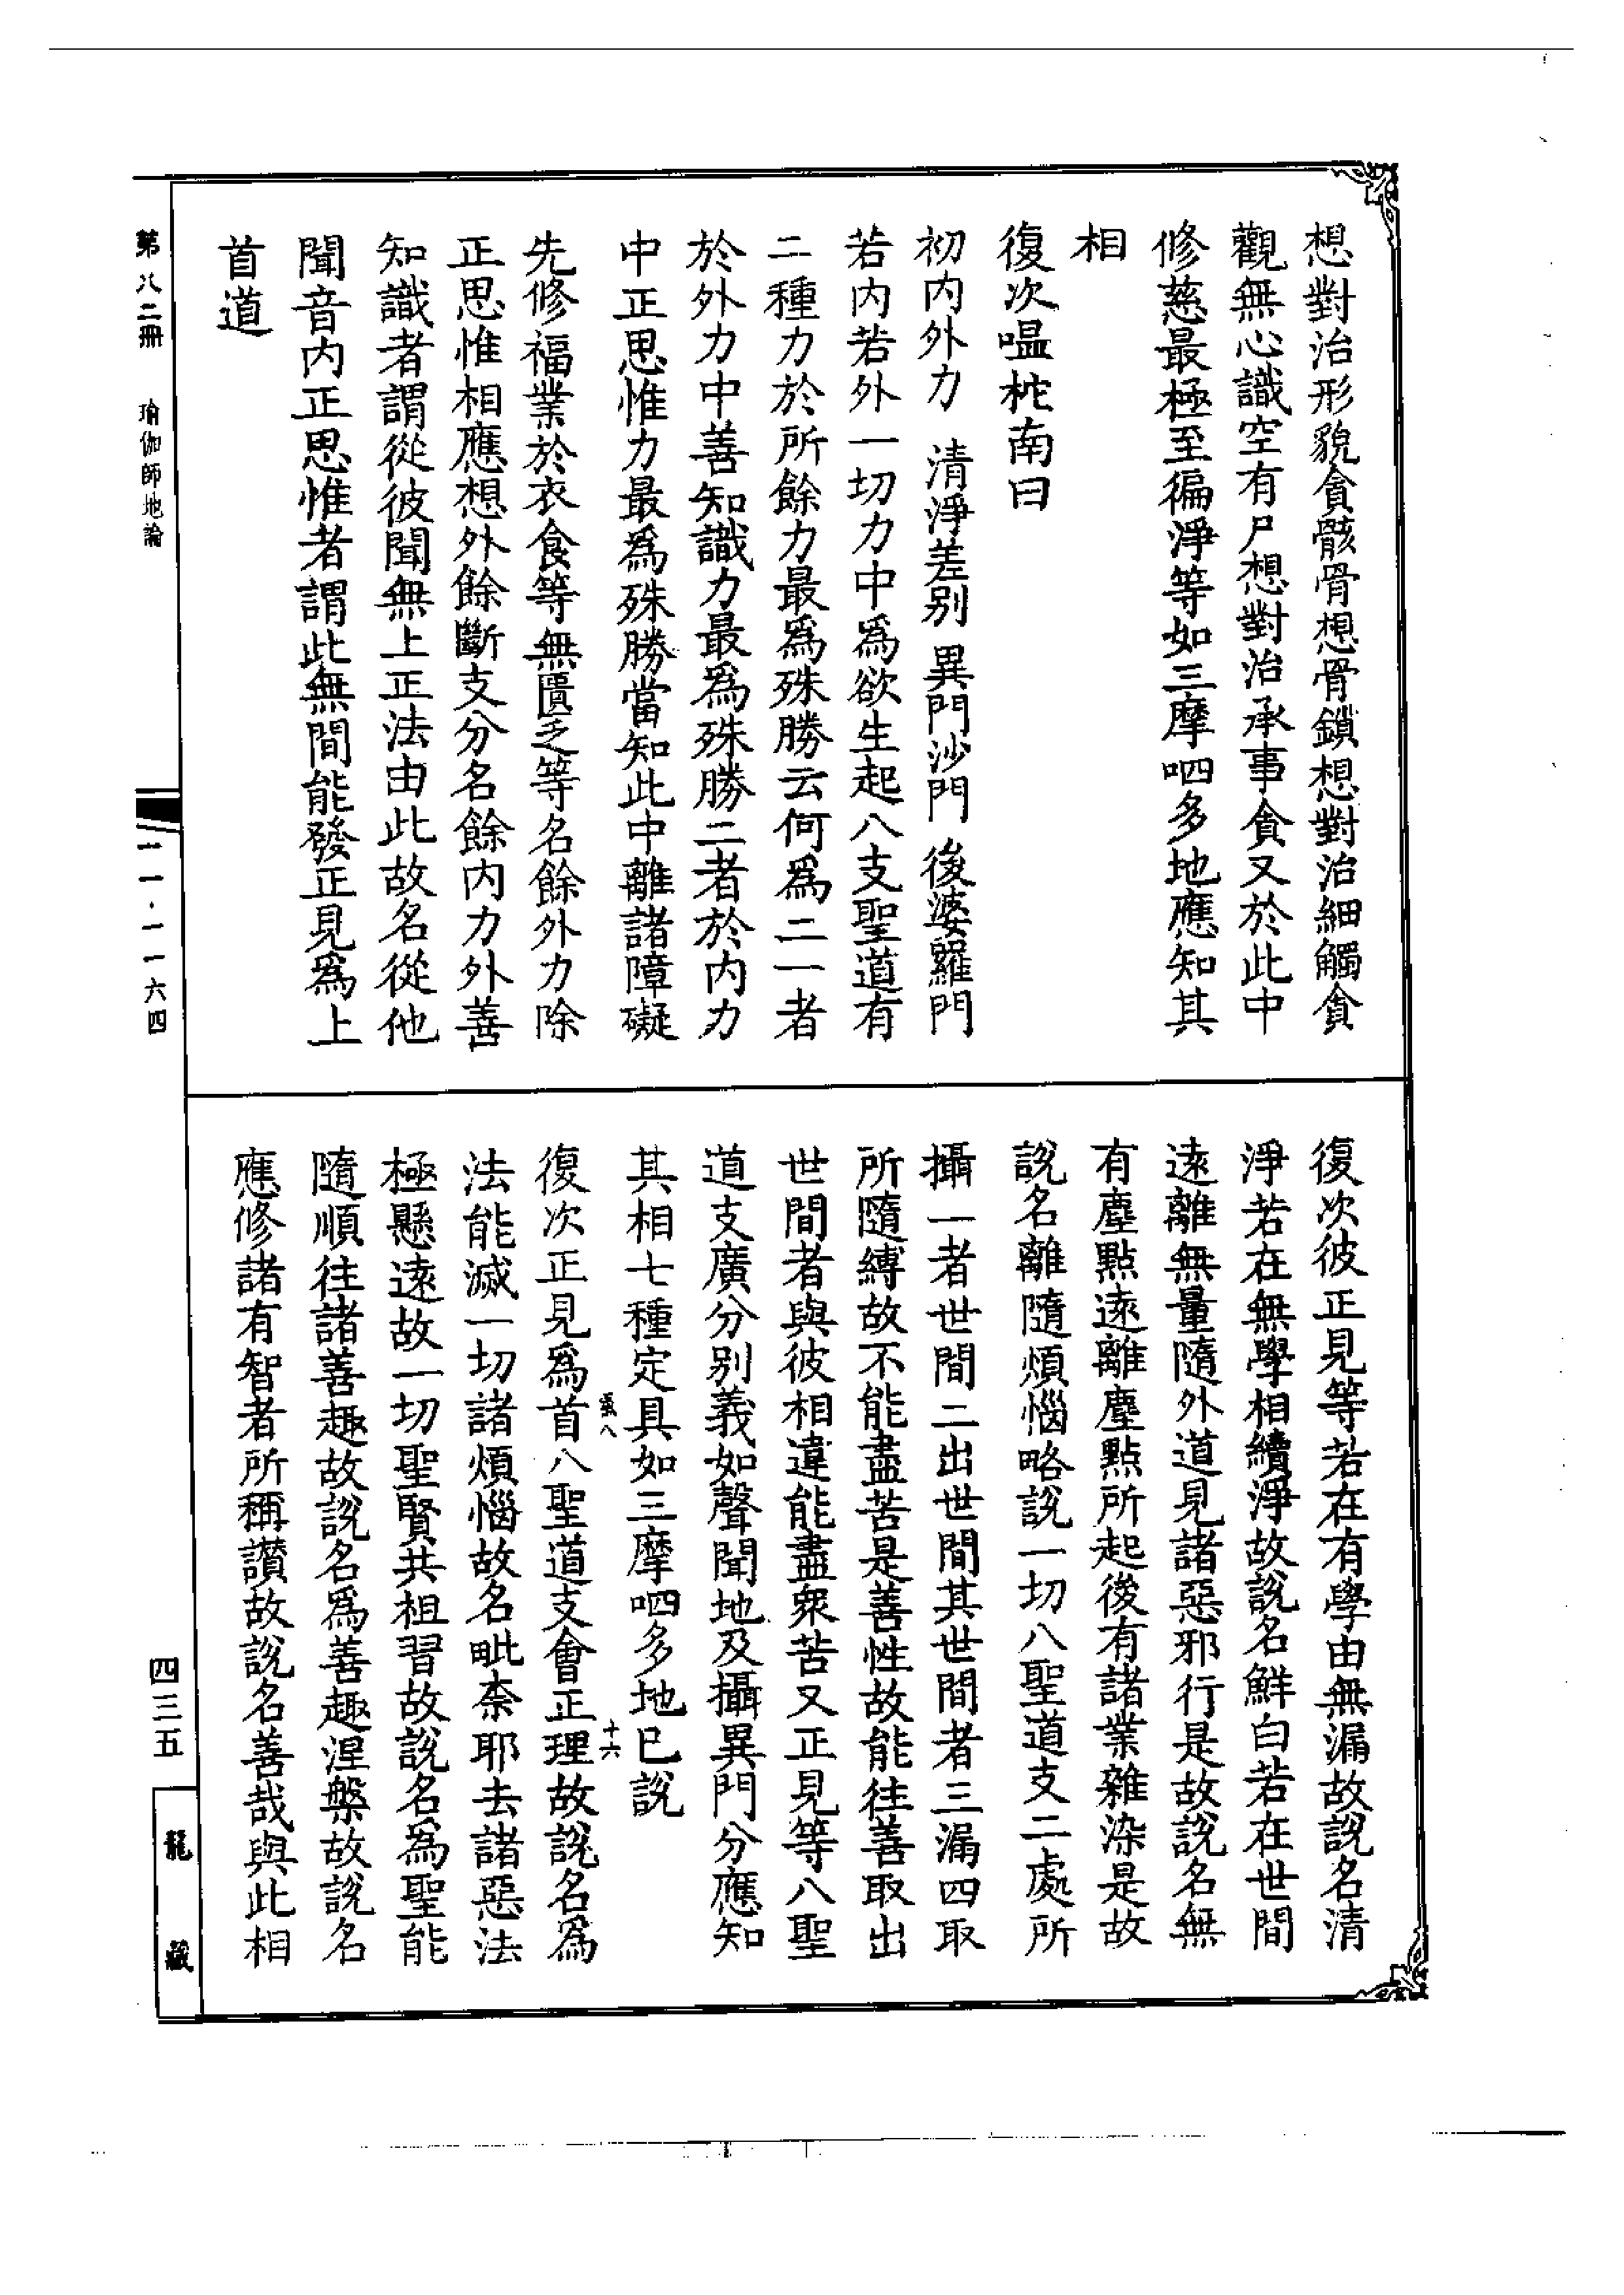 想對治形貌貪骸骨想骨鎖想對治細觸貪
觀無心識空有尸想對治承事貪又於此中
修慈最極至徧淨等如三摩呬多地應知其
相
復次嗢柁南曰
初內外力　清淨差別　異門沙門　後婆羅門
若內若外一切力中為欲生起八支聖道有
二種力於所餘力最為殊勝云何為二一者
於外力中善知識力最為殊勝二者於內力
中正思惟力最為殊勝當知此中離諸障礙
先修福業於衣食等無匱乏等名餘外力除
正思惟相應想外餘斷支分名餘內力外善
知識者謂從彼聞無上正法由此故名從他
聞音內正思惟者謂此無間能發正見為上
首道
復次彼正見等若在有學由無漏故說名清
淨若在無學相續淨故說名鮮白若在世間
遠離無量隨外道見諸惡邪行是故說名無
有塵點遠離塵點所起後有諸業雜染是故
說名離隨煩惱略說一切八聖道支二處所
攝一者世間二出世間其世間者三漏四取
所隨縛故不能盡苦是善性故能往善取出
世間者與彼相違能盡眾苦又正見等八聖
道支廣分別義如聲聞地及攝異門分應知
其相七種定具如三摩呬多地已說
復次正見為首八聖道支會正理故說名為
法能滅一切諸煩惱故名毗柰耶去諸惡法
極懸遠故一切聖賢共祖習故說名為聖能
隨順往諸善趣故說名為善趣涅槃故說名
應修諸有智者所稱讚故說名善哉與此相
十六
第八二冊　瑜伽師地論
一一·一一六四
四三五
龍藏